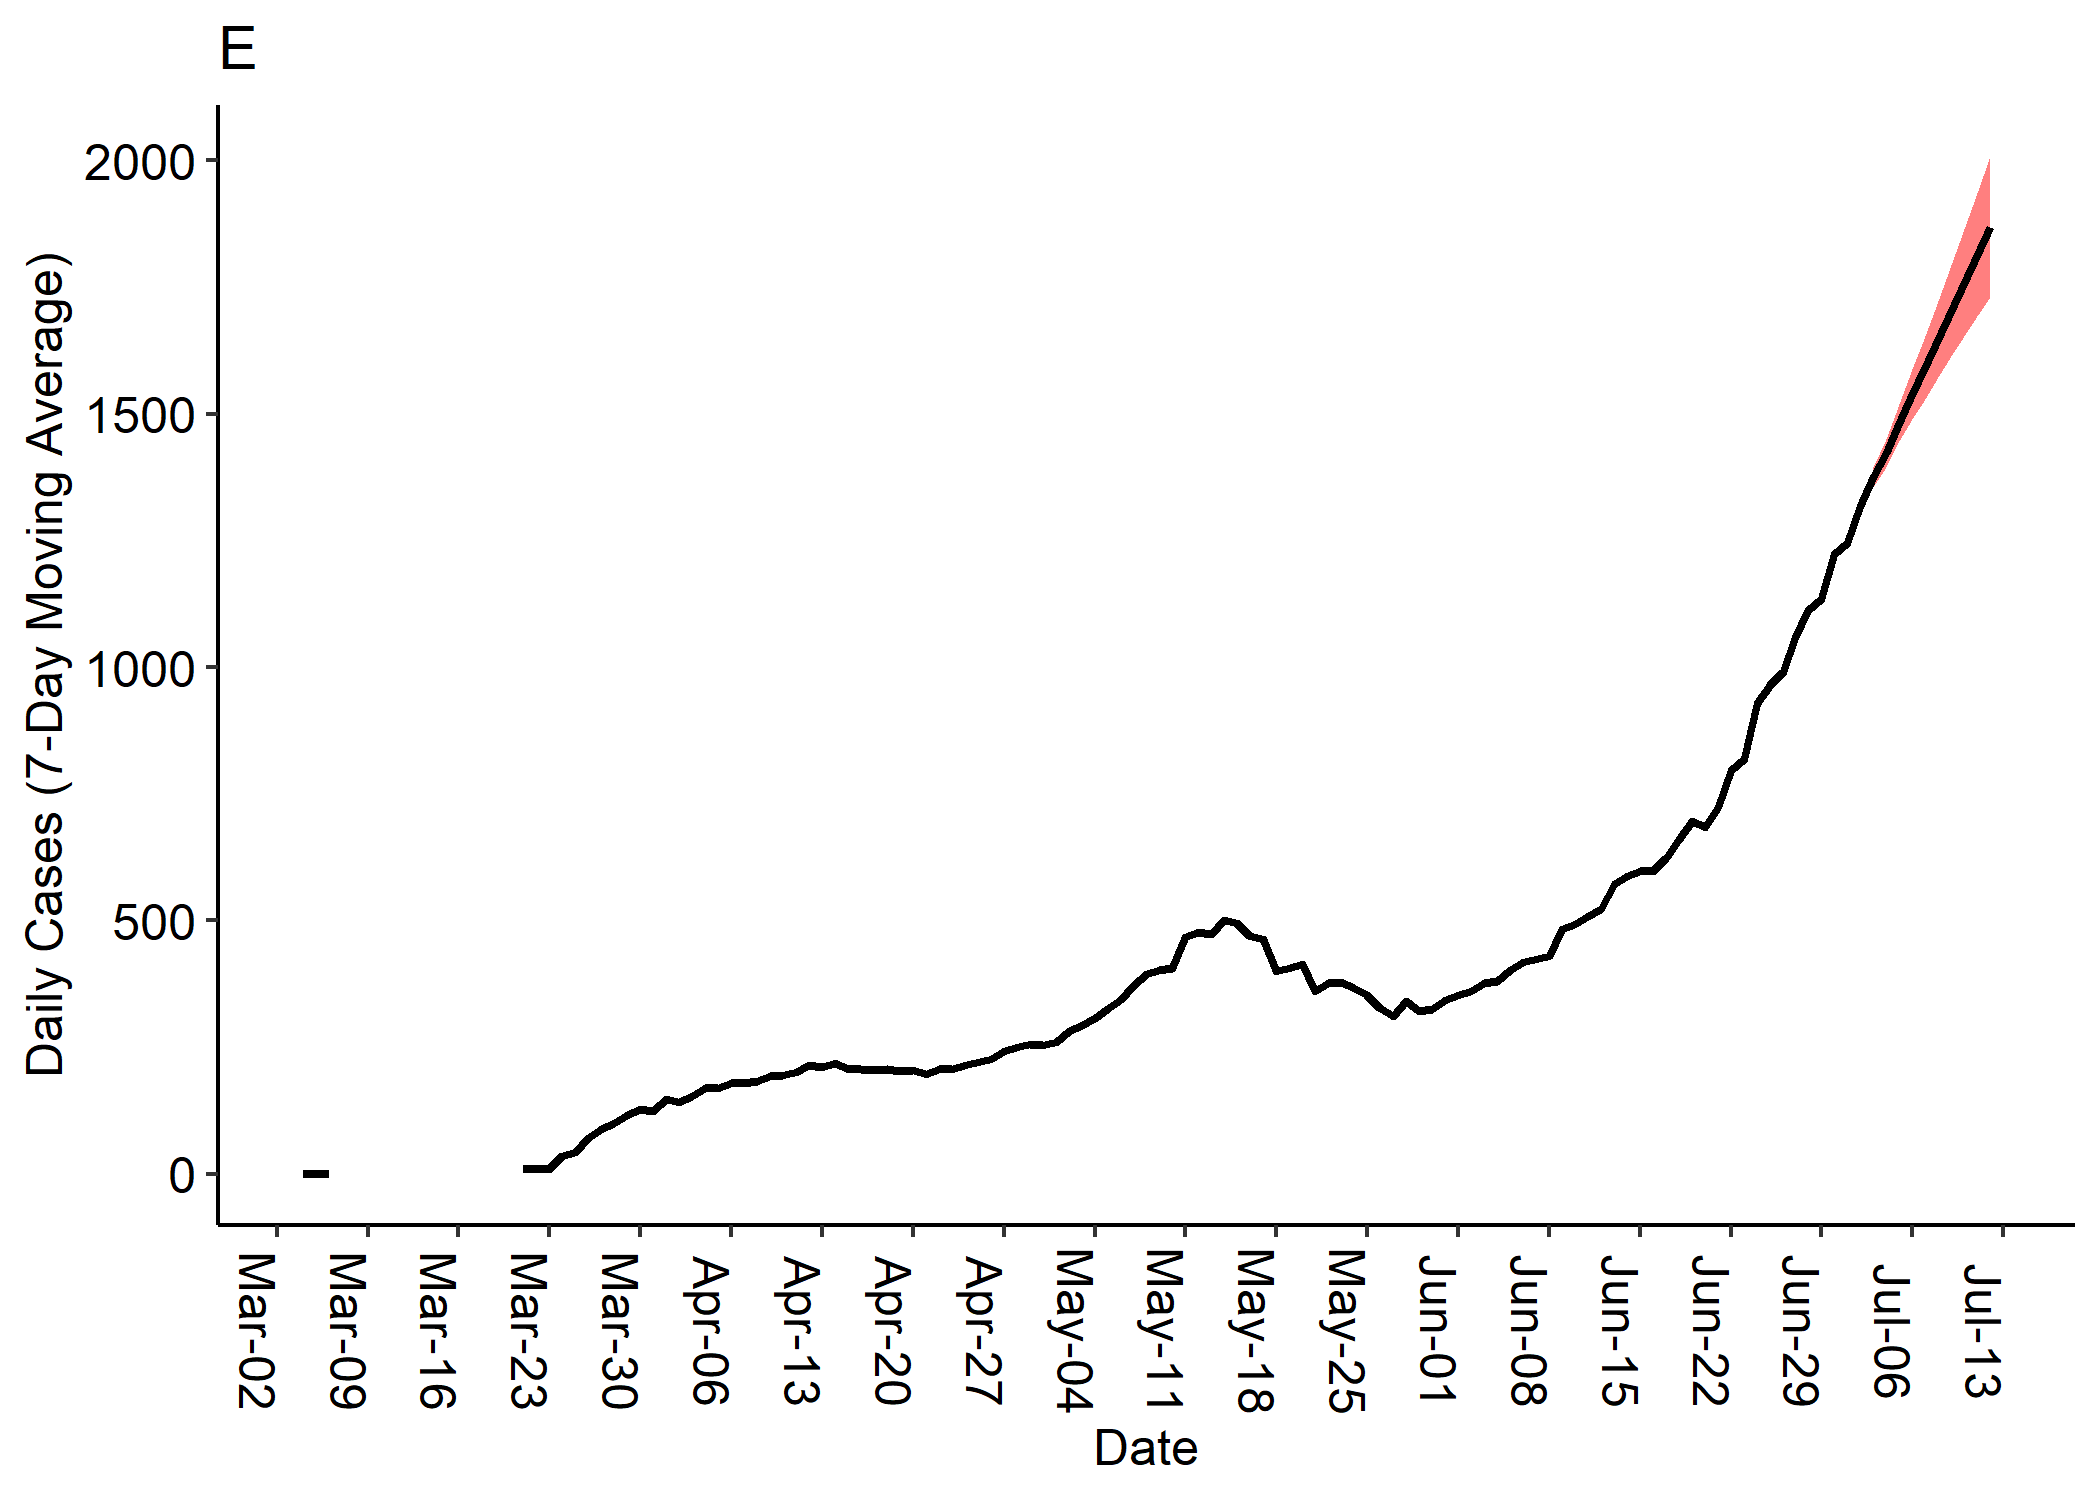 E
Daily Cases (7-Day Moving Average)
2000
1500
1000
500
0
Mar-02
Mar-09
Mar-16
Mar-23
Mar-30
Apr-06
Apr-13
Apr-20
Apr-27
May-04
May-11
May-18
May-25
Jun-01
Jun-08
Jun-15
Jun-22
Jun-29
Jul-06
Jul-13
Date